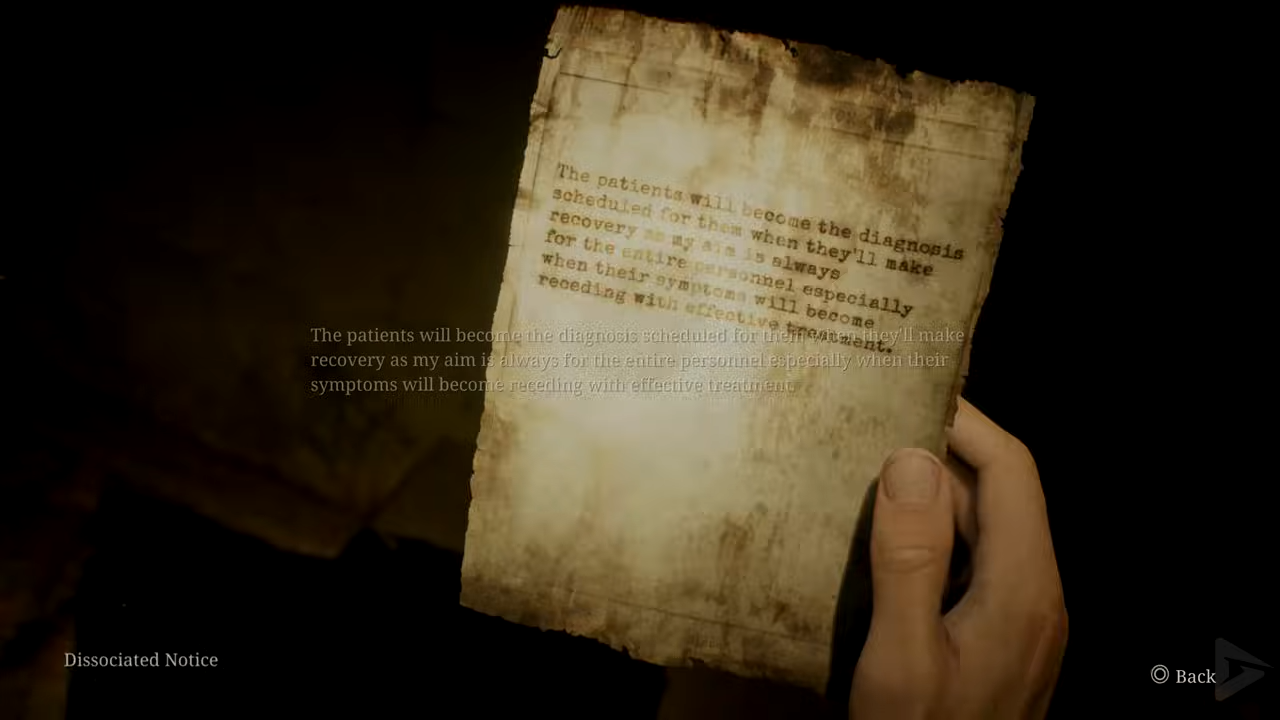 The patients will become the diagnosis
scheduled for them when they'll make
recovery as my aim is always
for the entire personnel especially
when their symptoms will become
receding with effective treatment.
The patients will become the diagnosis scheduled for them when they'll make
recovery as my aim is always for the entire personnel especially when their
symptoms will become receding with effective treatment.
Dissociated Notice
Back